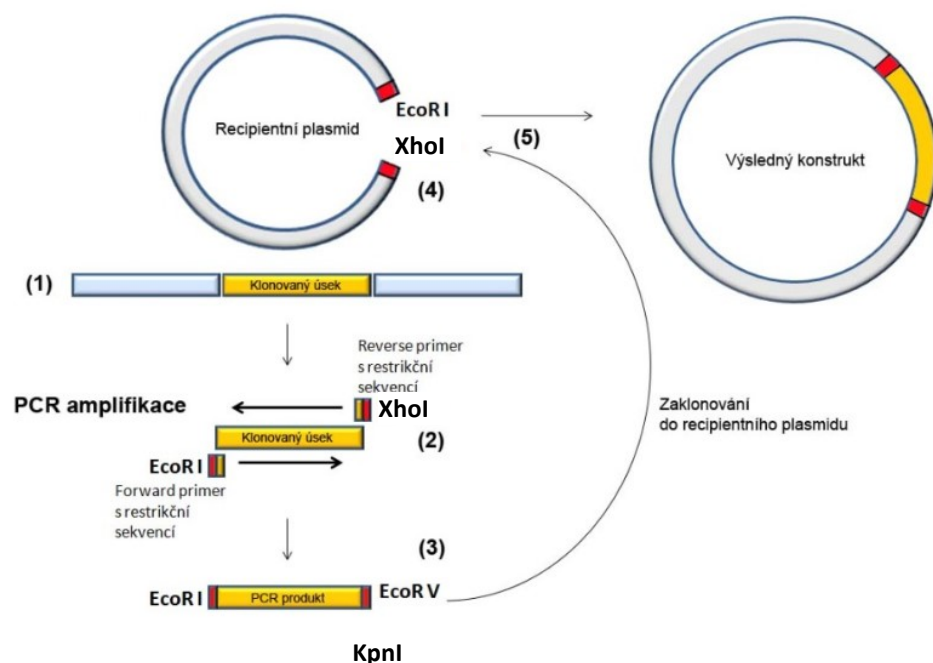 EcoR I
Recipientní plasmid
XhoI
(5)
(4)
Výsledný konstrukt
(1)
Klonovaný úsek
Reverse primer
s restrikční
sekvencí
PCR amplifikace
XhoI
Klonovaný úsek
(2)
EcoR I
Forward primer
s restrikční
sekvencí
Zaklonování
do recipientního plasmidu
(3)
EcoR I
PCR produkt
EcoR V
KpnI